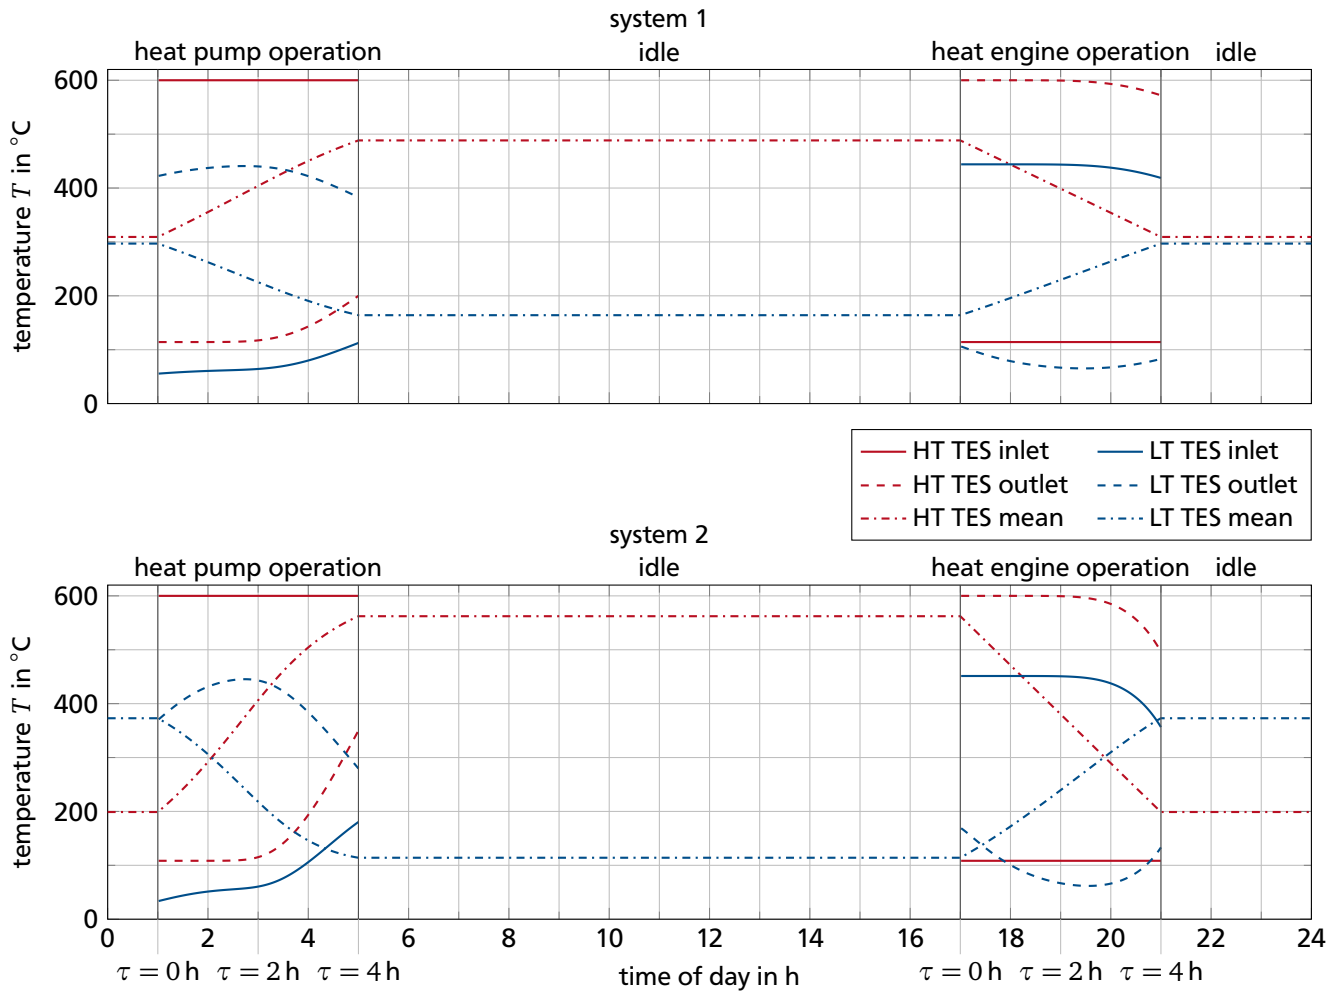 system 1
heat pump operation idle heat engine operation idle
600
400
200
0
temperature T in °C
HT TES inlet LT TES inlet
HT TES outlet LT TES outlet
HT TES mean LT TES mean
system 2
heat pump operation idle heat engine operation idle
600
400
200
0
temperature T in °C
0 2 4 6 8 10 12 14 16 18 20 22 24
τ = 0 h τ = 2 h τ = 4 h time of day in h τ = 0 h τ = 2 h τ = 4 h